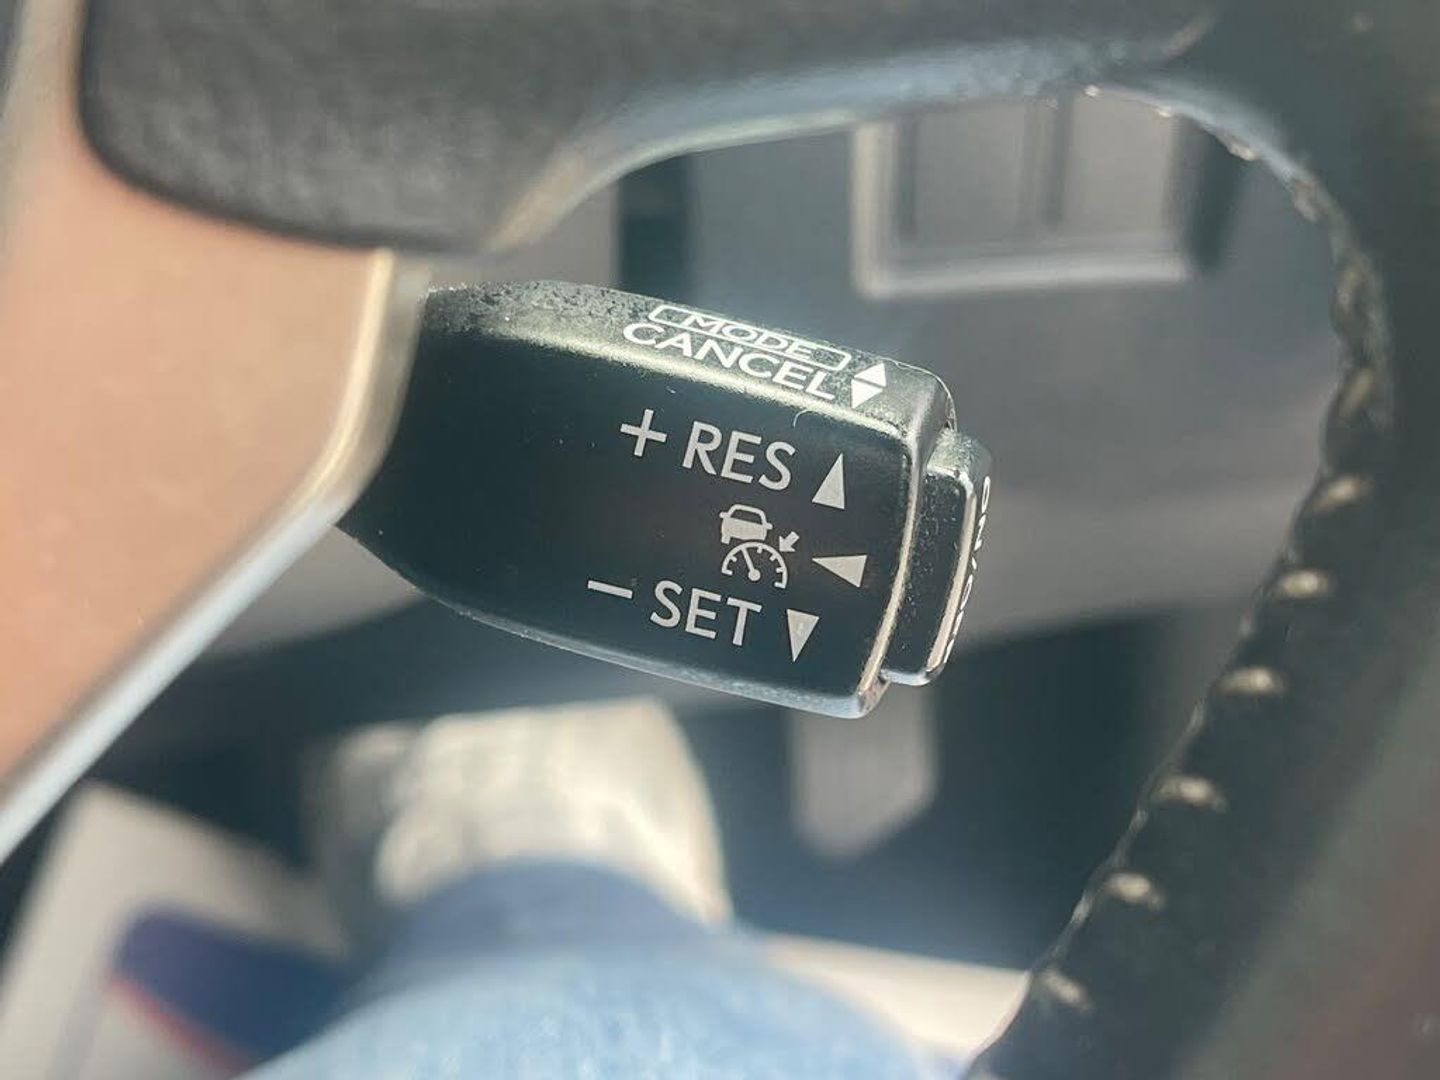 MODE
CANCEL
+ RES
- SET